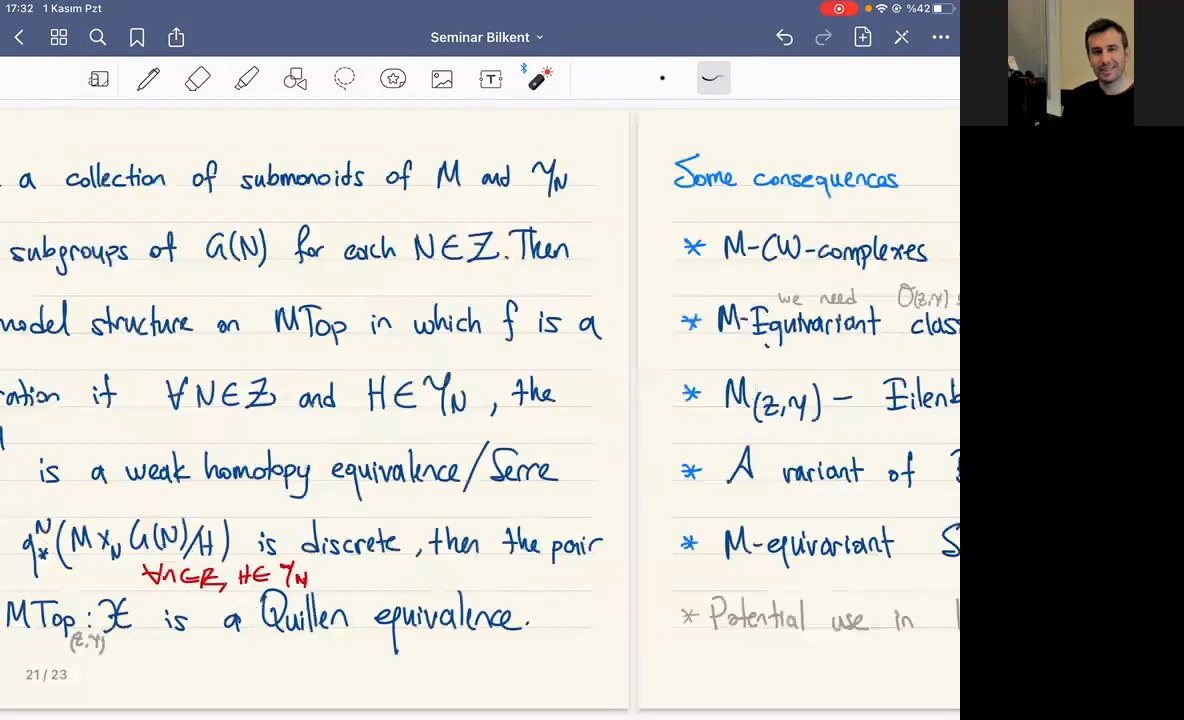 17:32 1 Kasım Pzt
%42
Seminar Bilkent
a collection of submonoids of M and Y_N
subgroups of G(N) for each N∈Z. Then
model structure on MTop in which f is a
ration if ∀N∈Z and H∈Y_N, the
is a weak homotopy equivalence/Serre
q_*^N(M×_N G(N)/H) is discrete, then the pair
H∈Y_N
MTop_(Z,Y) : X is a Quillen equivalence.
21/23
Some consequences
* M-CW-complexes
we need O(Z,Y)
* M-Equivariant class
* M_(Z,Y) - Eilenb
* A variant of
* M-equivariant S
* Potential use in